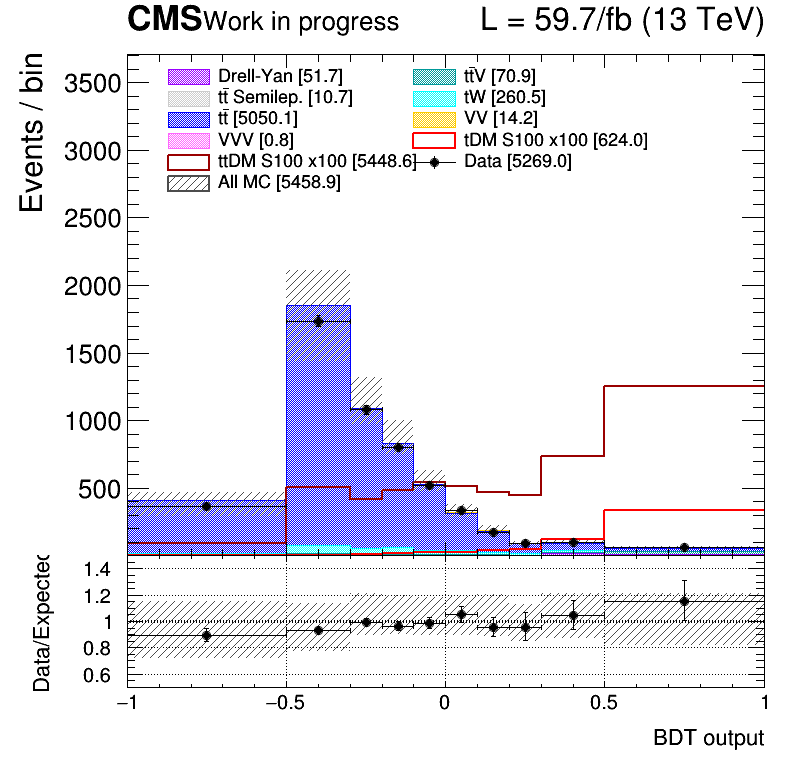 CMS Work in progress L = 59.7/fb (13 TeV)
Events / bin
3500
3000
2500
2000
1500
1000
500
Drell-Yan [51.7] tt̄V [70.9]
tt̄ Semilep. [10.7] tW [260.5]
tt̄ [5050.1] VV [14.2]
VVV [0.8] tDM S100 x100 [624.0]
ttDM S100 x100 [5448.6] Data [5269.0]
All MC [5458.9]
Data/Expected
1.4
1.2
1
0.8
0.6
−1 −0.5 0 0.5 1
BDT output